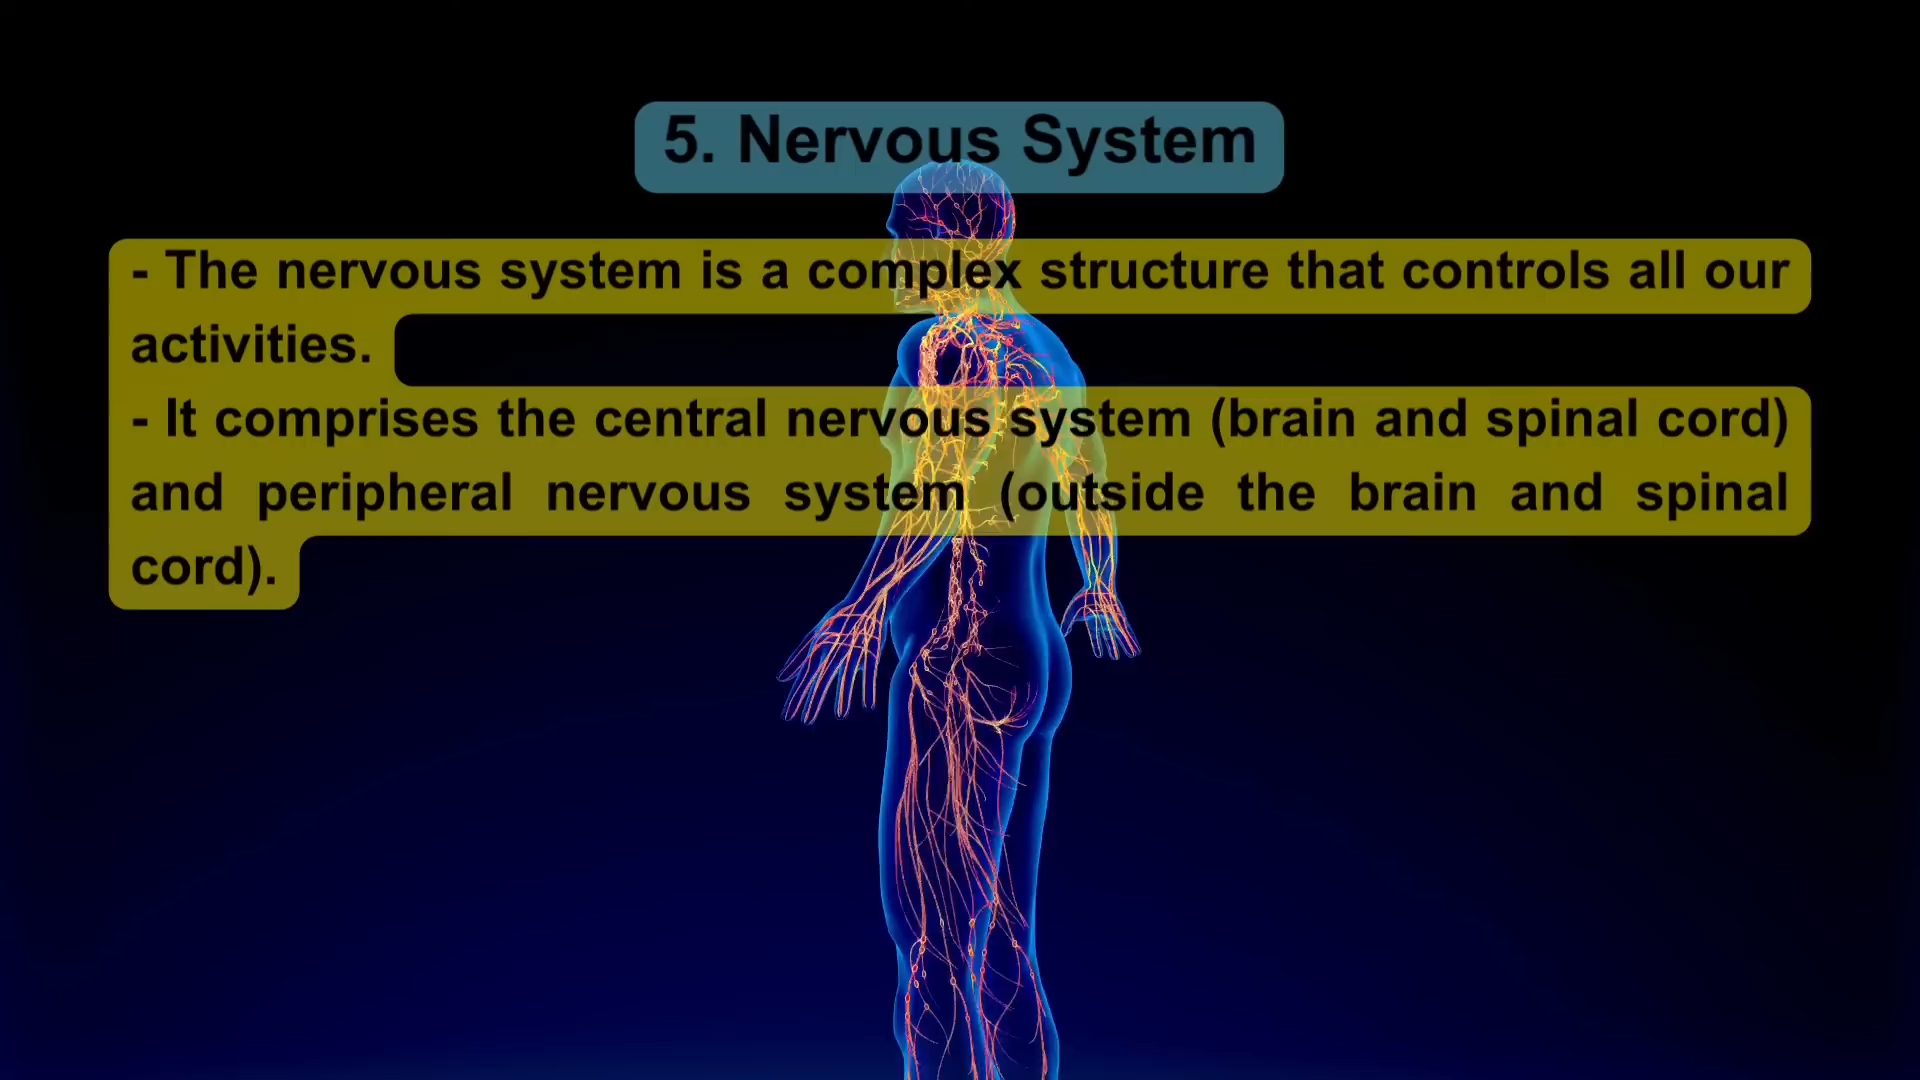 5. Nervous System
- The nervous system is a complex structure that controls all our
activities.
- It comprises the central nervous system (brain and spinal cord)
and peripheral nervous system (outside the brain and spinal
cord).